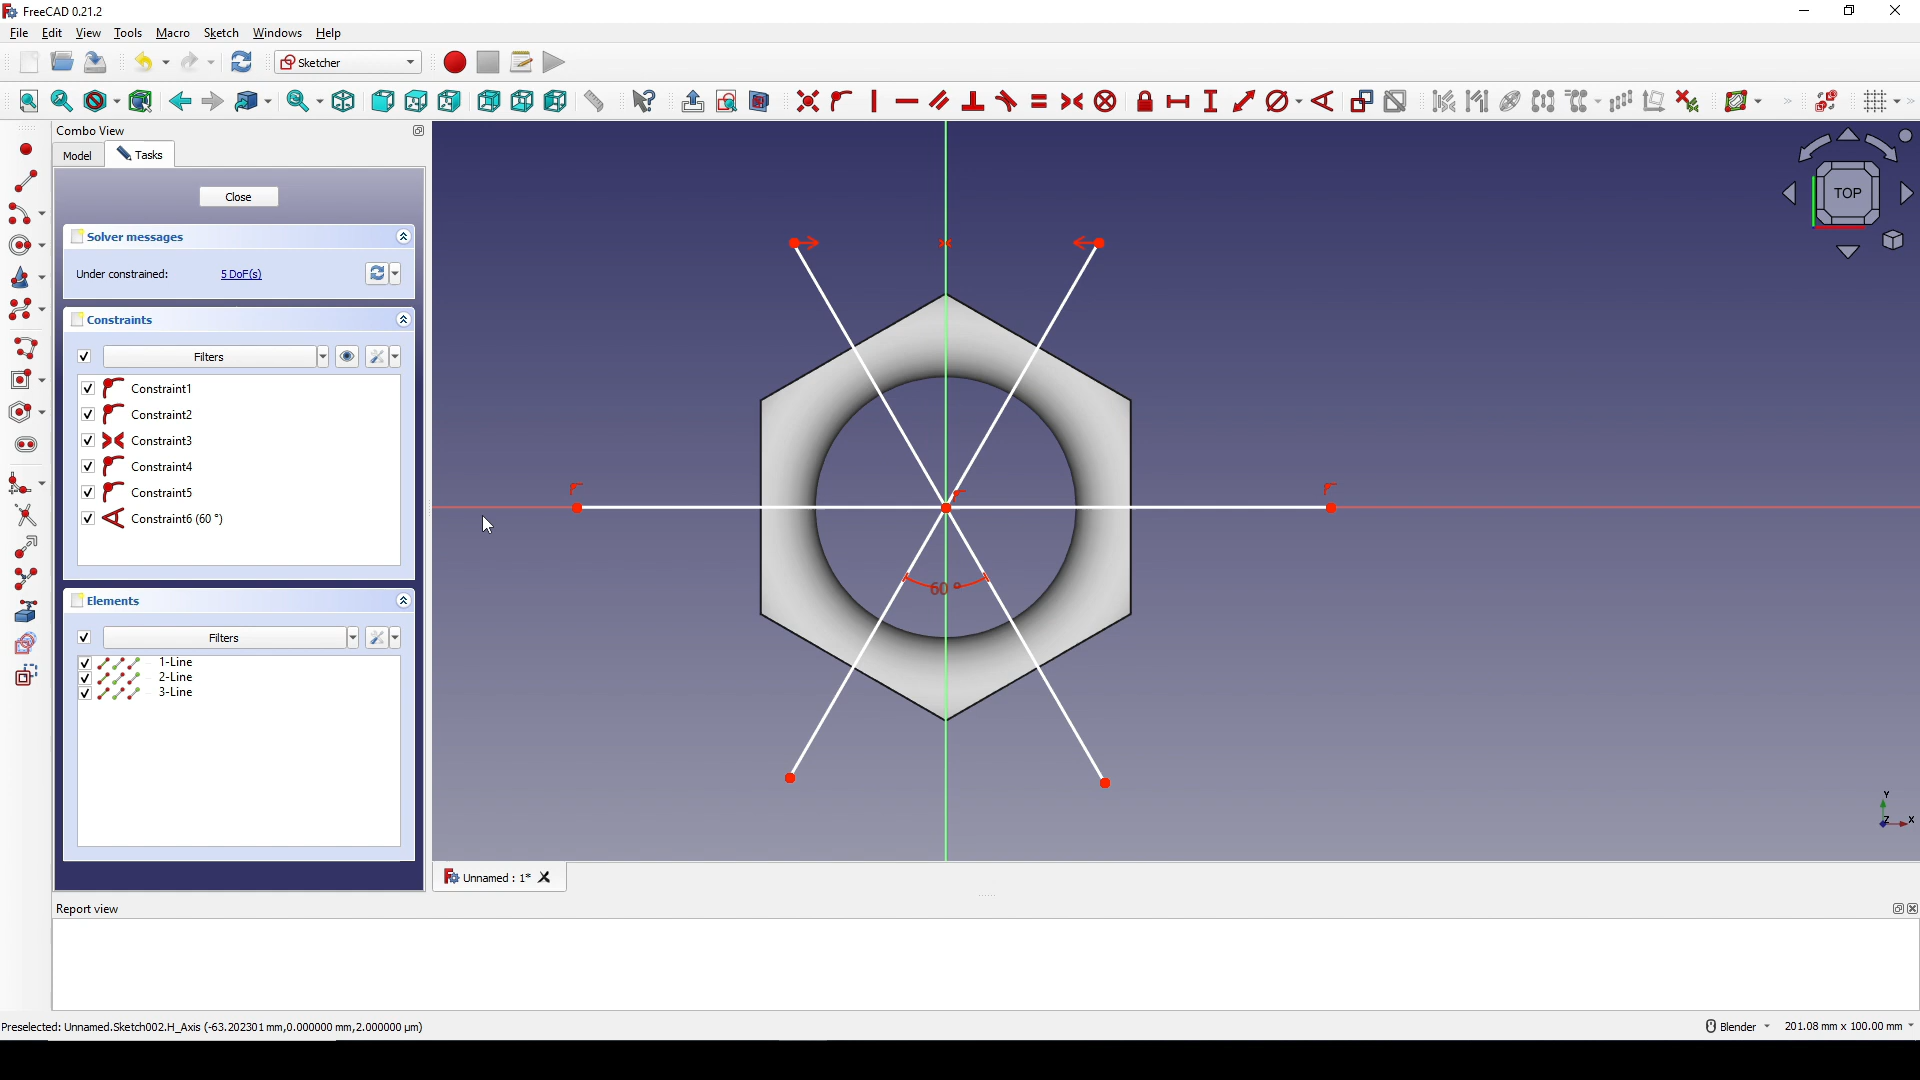 FreeCAD 0.21.2
File Edit View Tools Macro Sketch Windows Help
Sketcher
Combo View
Model Tasks
Close
Solver messages
Under constrained: 5 DoF(s)
Constraints
Filters
Constraint1
Constraint2
Constraint3
Constraint4
Constraint5
Constraint6 (60 °)
Elements
Filters
1-Line
2-Line
3-Line
TOP
60 °
Y
Z X
Unnamed : 1*
Report view
Preselected: Unnamed.Sketch002.H_Axis (-63.202301 mm,0.000000 mm,2.000000 µm)
Blender 201.08 mm x 100.00 mm